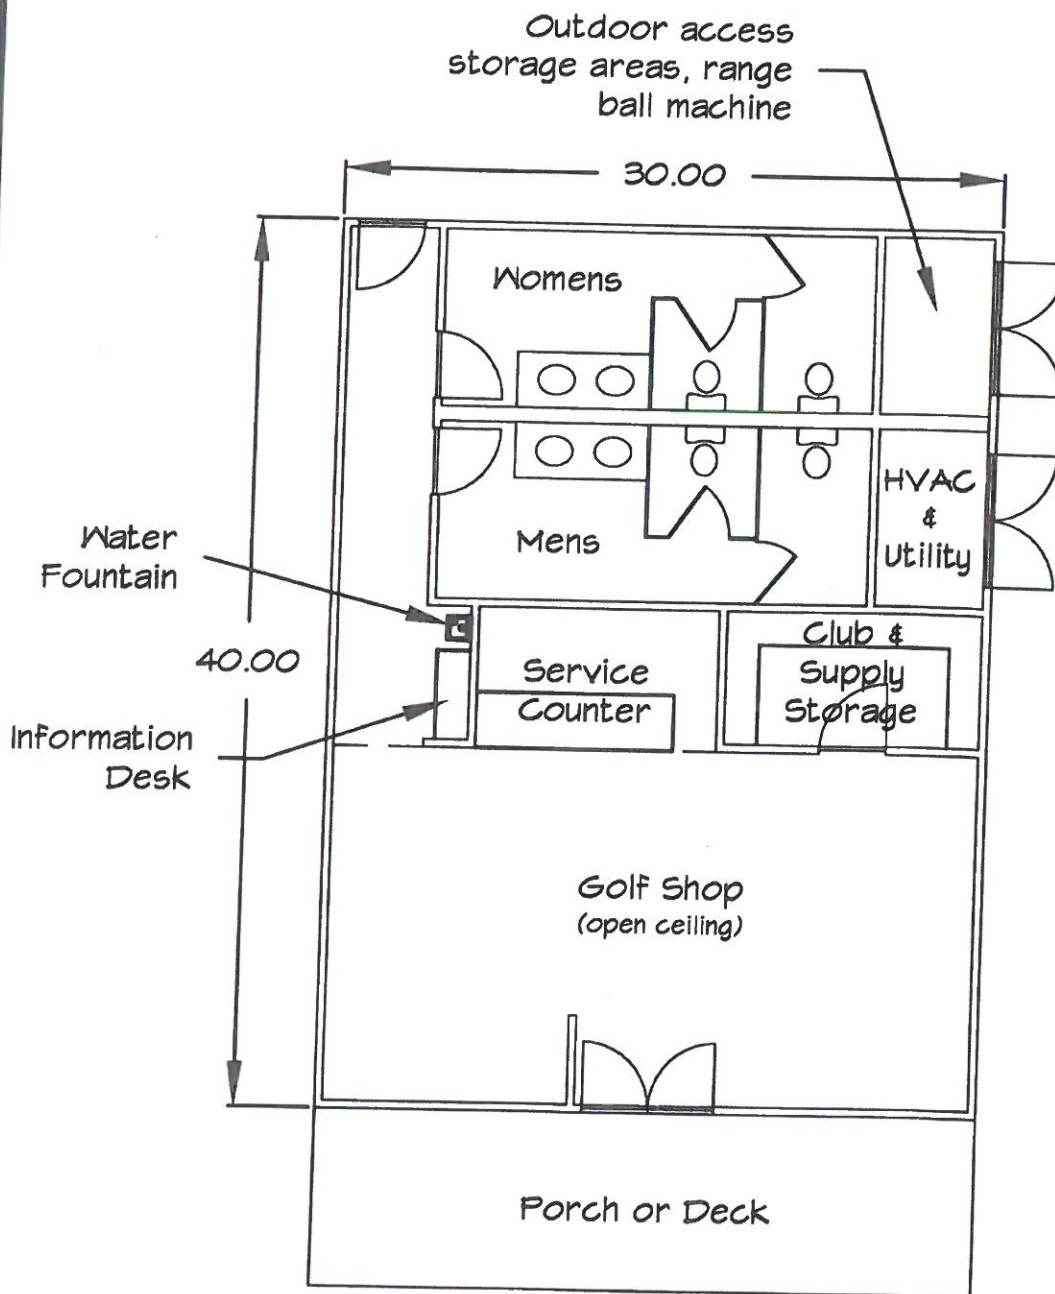 Outdoor access
storage areas, range
ball machine
30.00
Womens
HVAC
&
Utility
Mens
Water
Fountain
40.00
Club &
Supply
Storage
Service
Counter
Information
Desk
Golf Shop
(open ceiling)
Porch or Deck